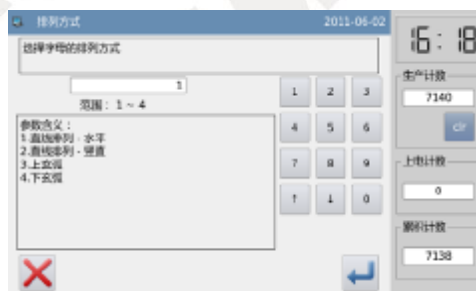 排列方式 2011-06-02
选择字母的排列方式
1
范围：1～4
参数含义：
1.直线排列 - 水平
2.直线排列 - 竖直
3.上弦弧
4.下弦弧
1 2 3
4 5 6
7 8 9
↑ ↓ 0
16:18
生产计数
7140
clr
上电计数
0
累积计数
7138